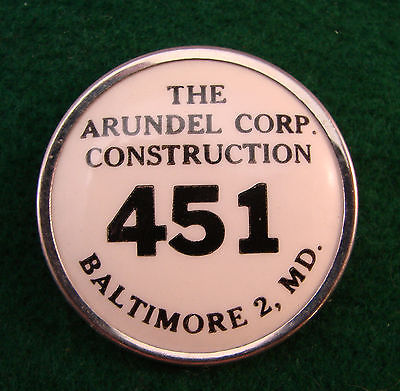 THE
ARUNDEL CORP.
CONSTRUCTION
451
BALTIMORE 2, MD.